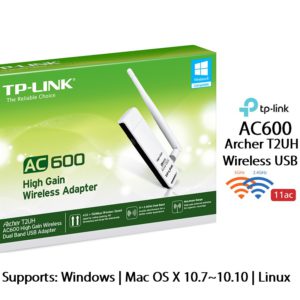 TP-LINK
The Reliable Choice
Windows
AC600
High Gain
Wireless Adapter
Archer T2UH
AC600 High Gain Wireless
Dual Band USB Adapter
tp-link
AC600
Archer T2UH
Wireless USB
5GHz
2.4GHz
11ac
Supports: Windows | Mac OS X 10.7~10.10 | Linux